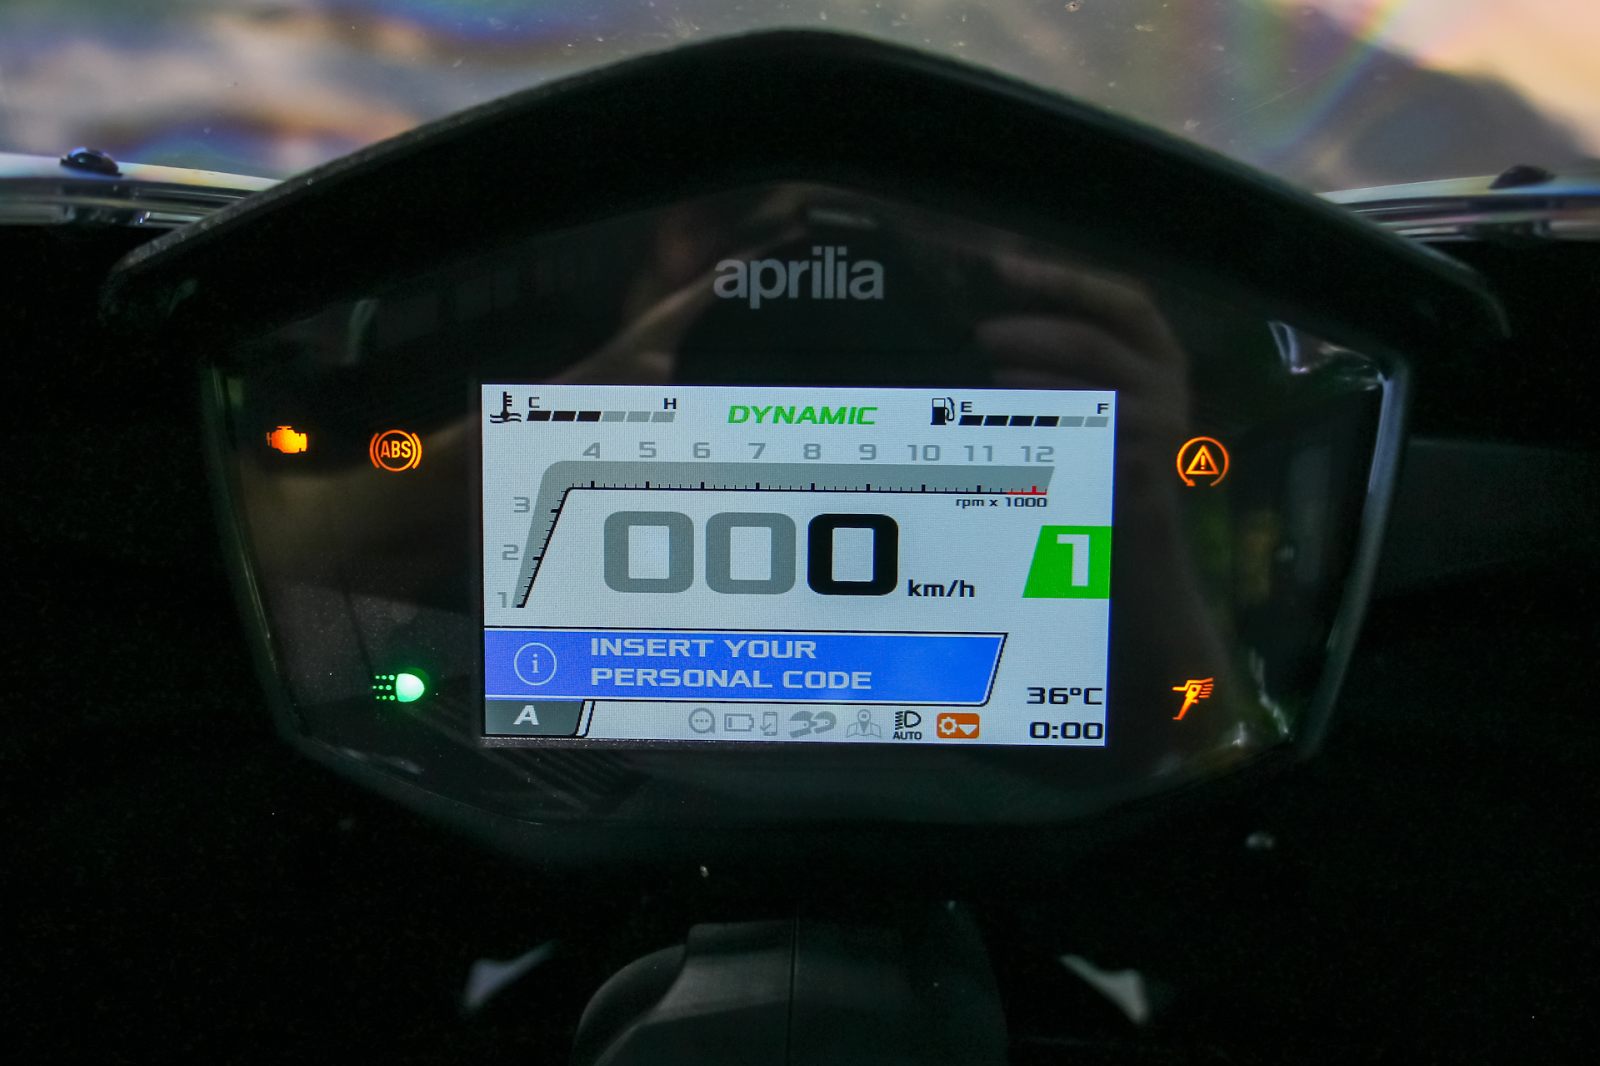 aprilia
C H DYNAMIC E F
4 5 6 7 8 9 10 11 12
rpm x 1000
3
2
1
000 km/h
1
ABS
INSERT YOUR
PERSONAL CODE
36°C
A
AUTO
0:00